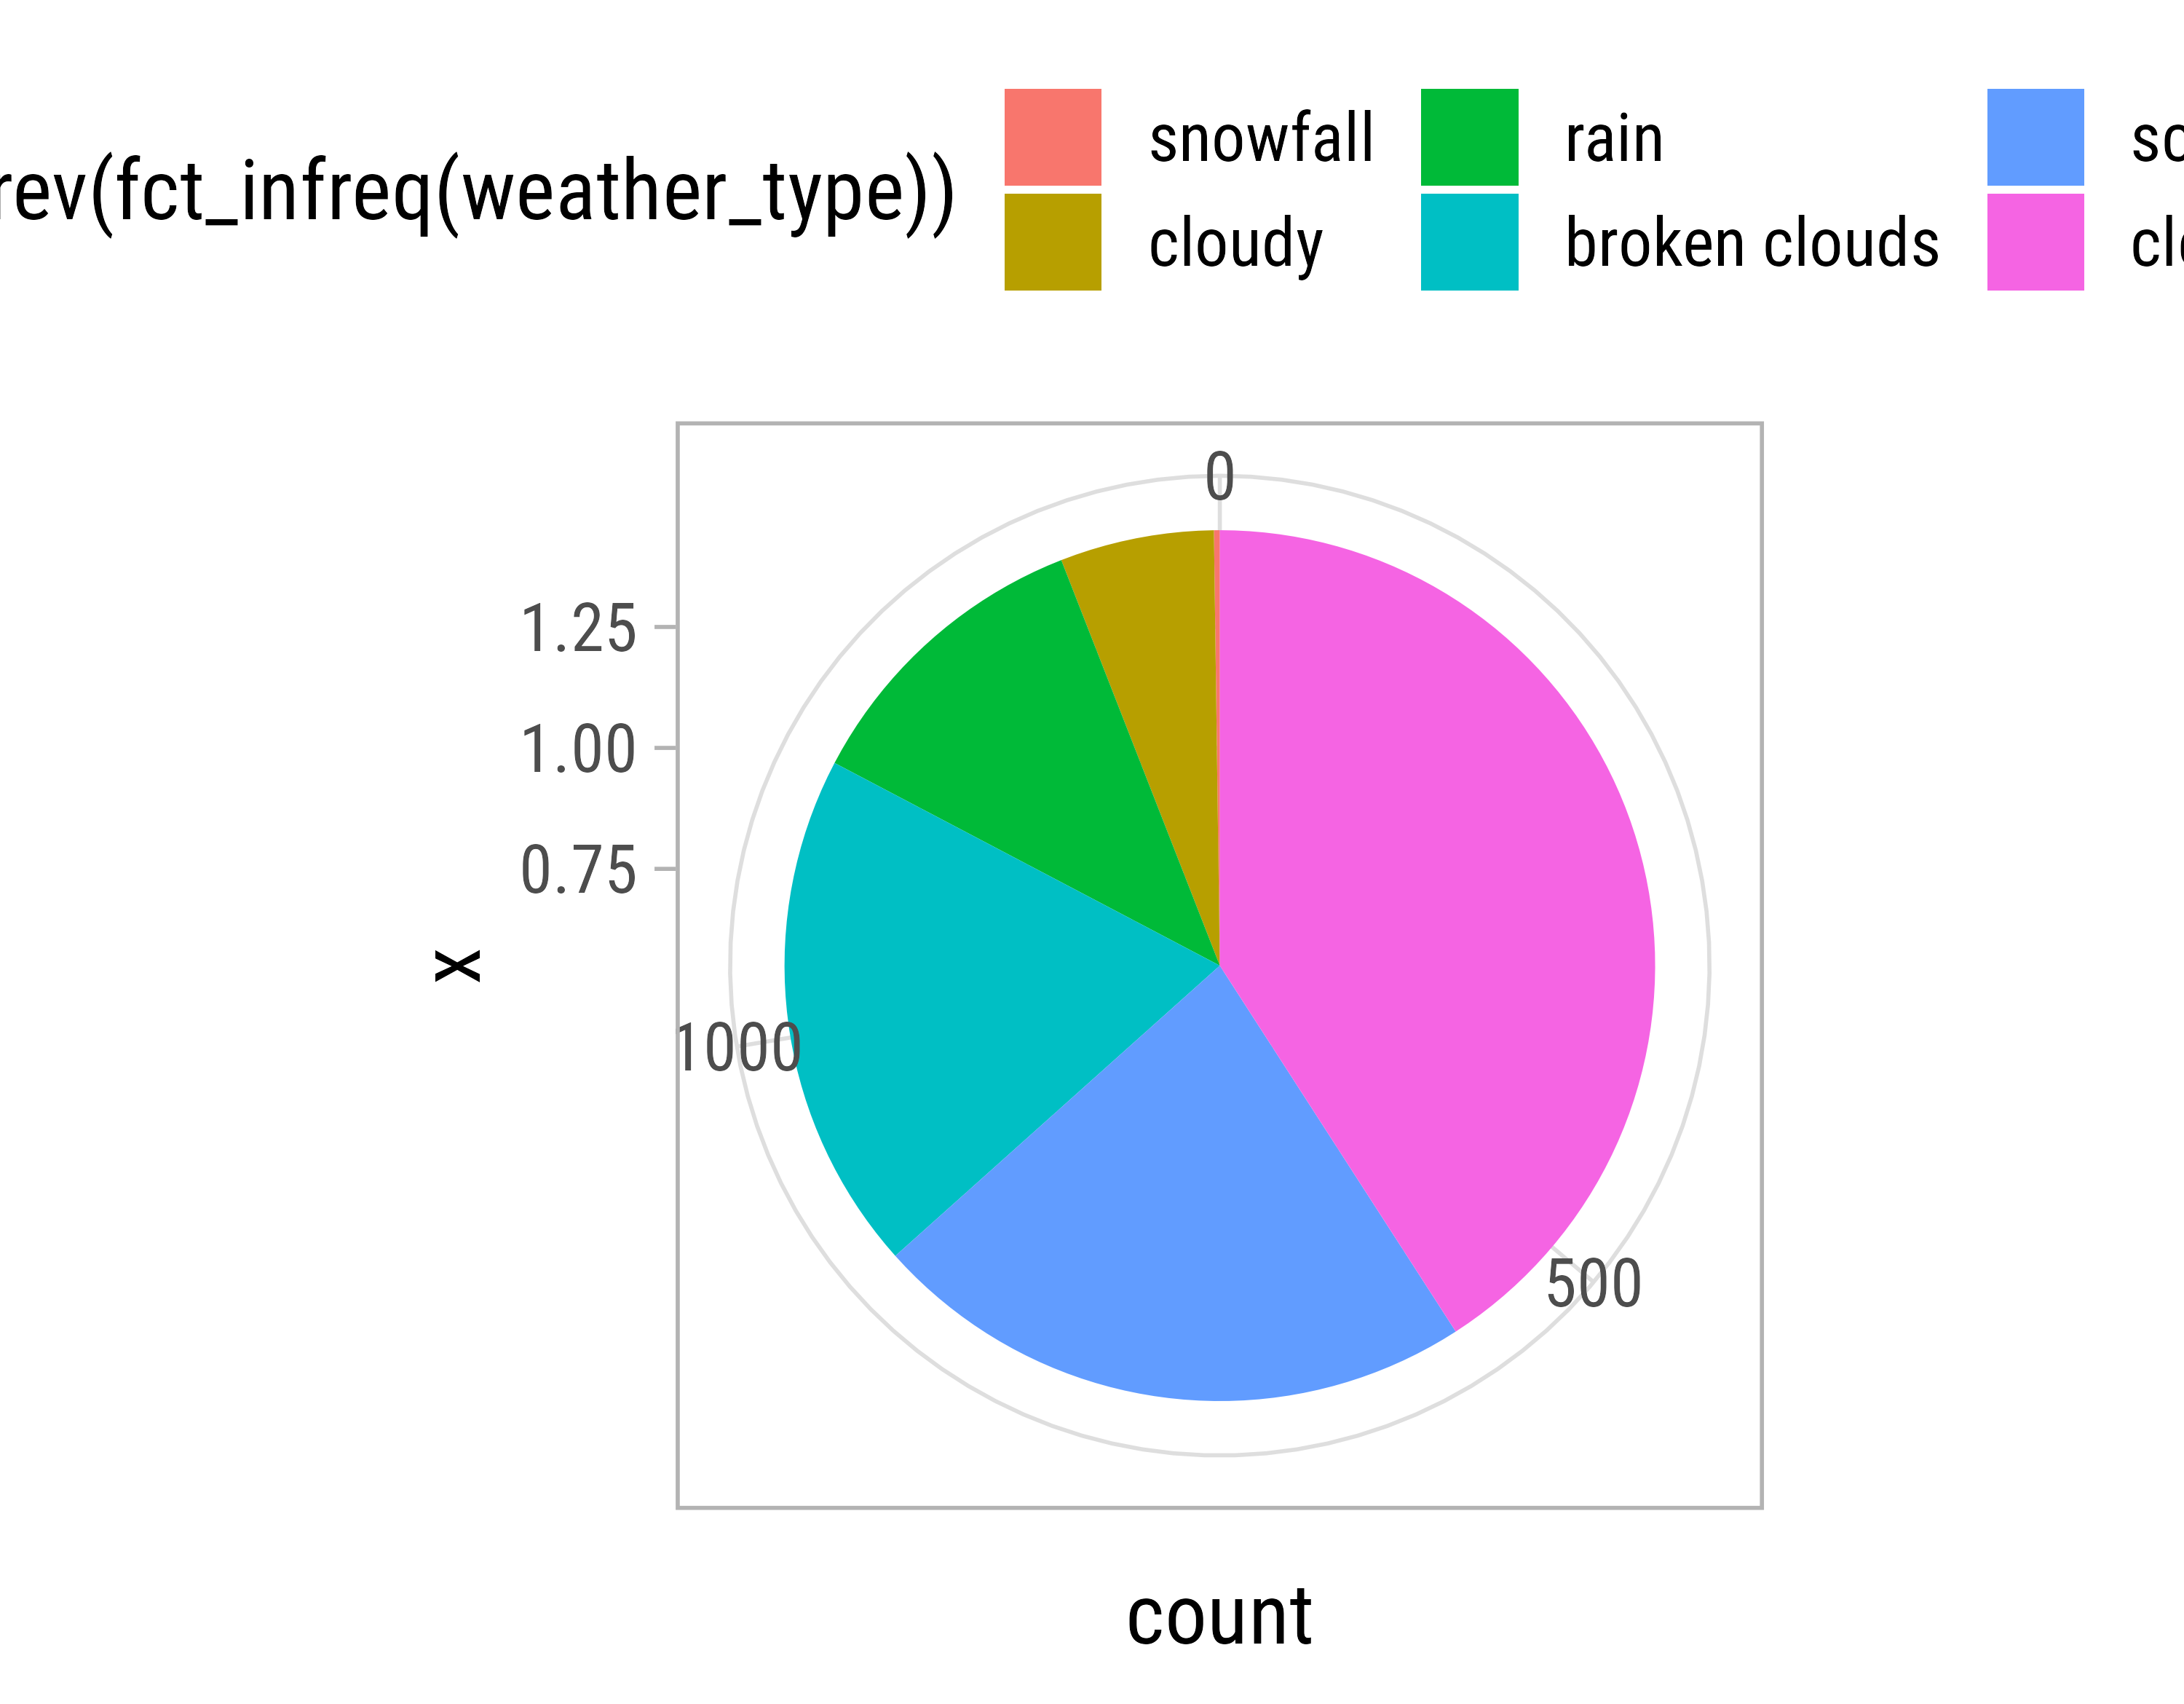 rev(fct_infreq(weather_type))
snowfall
rain
cloudy
broken clouds
0
1.25
1.00
0.75
x
1000
500
count